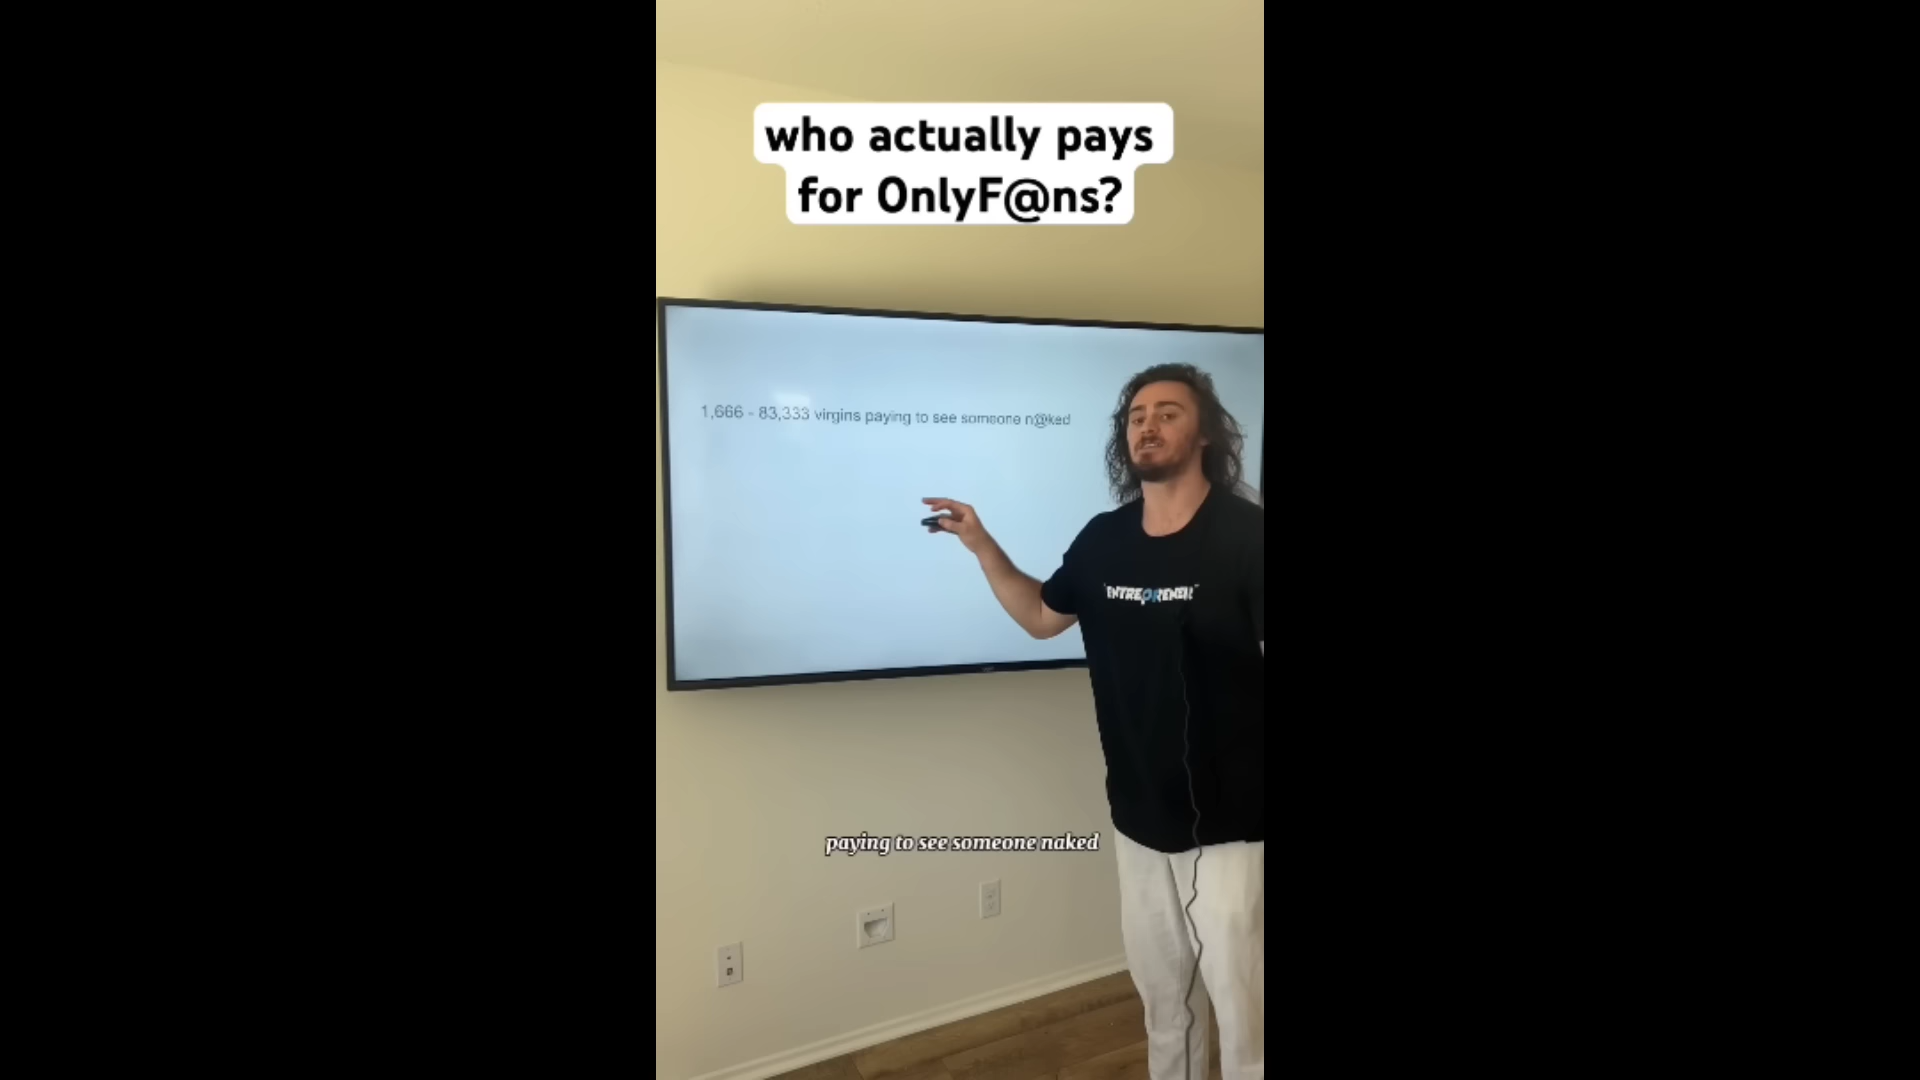 who actually pays
for OnlyF@ns?
1,666 - 83,333 virgins paying to see someone n@ked
"ENTREPRENEUR"
paying to see someone naked